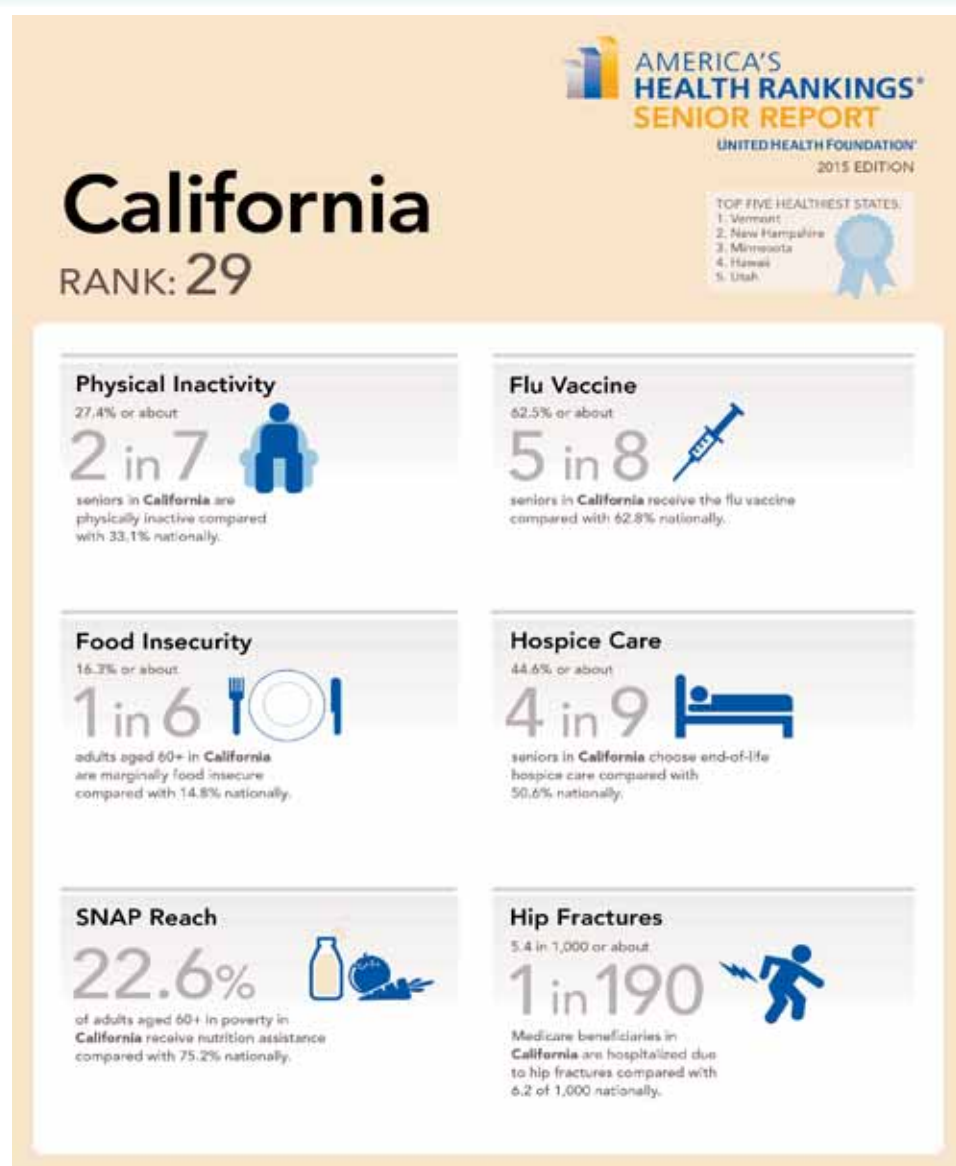 AMERICA'S
HEALTH RANKINGS®
SENIOR REPORT
UNITED HEALTH FOUNDATION®
2015 EDITION
California
RANK: 29
TOP FIVE HEALTHIEST STATES:
1. Vermont
2. New Hampshire
3. Minnesota
4. Hawaii
5. Utah
Physical Inactivity
27.4% or about
2 in 7
seniors in California are
physically inactive compared
with 33.1% nationally.
Flu Vaccine
62.5% or about
5 in 8
seniors in California receive the flu vaccine
compared with 62.8% nationally.
Food Insecurity
16.3% or about
1 in 6
adults aged 60+ in California
are marginally food insecure
compared with 14.8% nationally.
Hospice Care
44.6% or about
4 in 9
seniors in California choose end-of-life
hospice care compared with
50.6% nationally.
SNAP Reach
22.6%
of adults aged 60+ in poverty in
California receive nutrition assistance
compared with 75.2% nationally.
Hip Fractures
5.4 in 1,000 or about
1 in 190
Medicare beneficiaries in
California are hospitalized due
to hip fractures compared with
6.2 of 1,000 nationally.